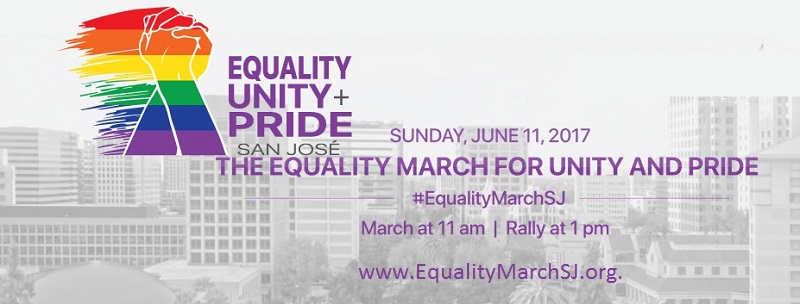 EQUALITY
UNITY+
PRIDE
SAN JOSÉ
SUNDAY, JUNE 11, 2017
THE EQUALITY MARCH FOR UNITY AND PRIDE
#EqualityMarchSJ
March at 11 am | Rally at 1 pm
www.EqualityMarchSJ.org.